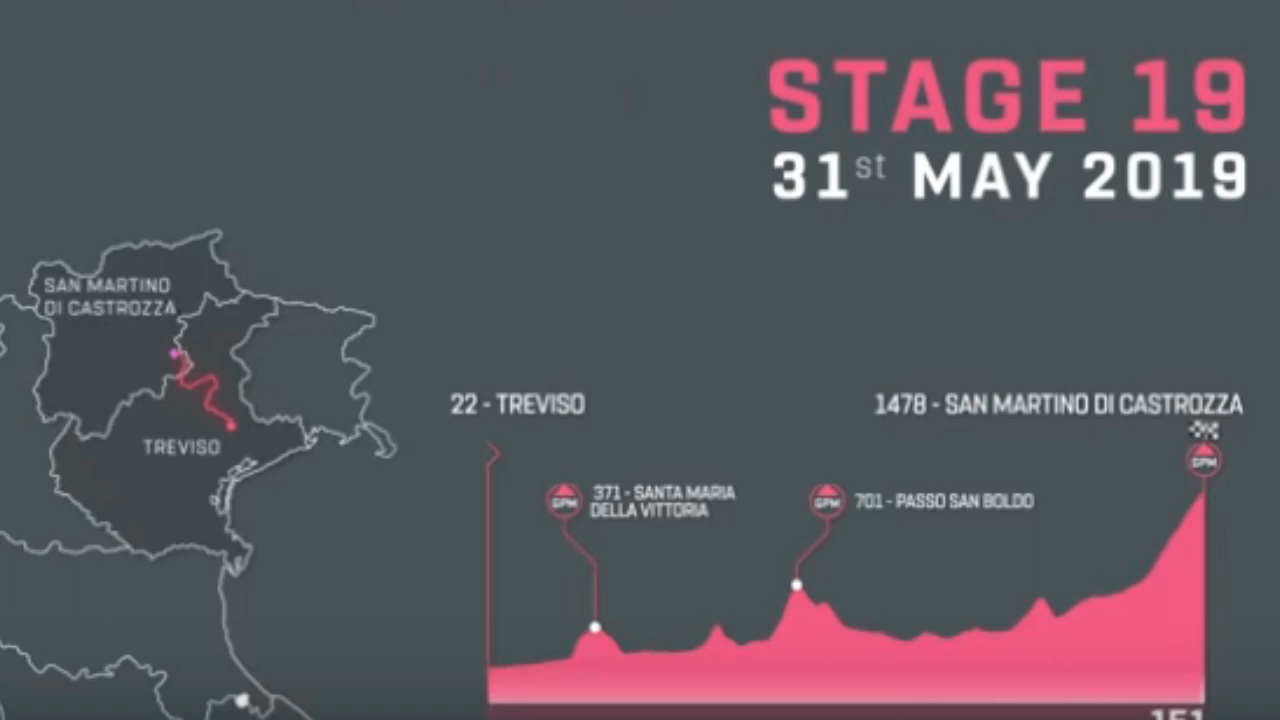 STAGE 19
31st MAY 2019
SAN MARTINO
DI CASTROZZA
TREVISO
22 - TREVISO
1478 - SAN MARTINO DI CASTROZZA
GPM
GPM
371 - SANTA MARIA
DELLA VITTORIA
GPM
701 - PASSO SAN BOLDO
151